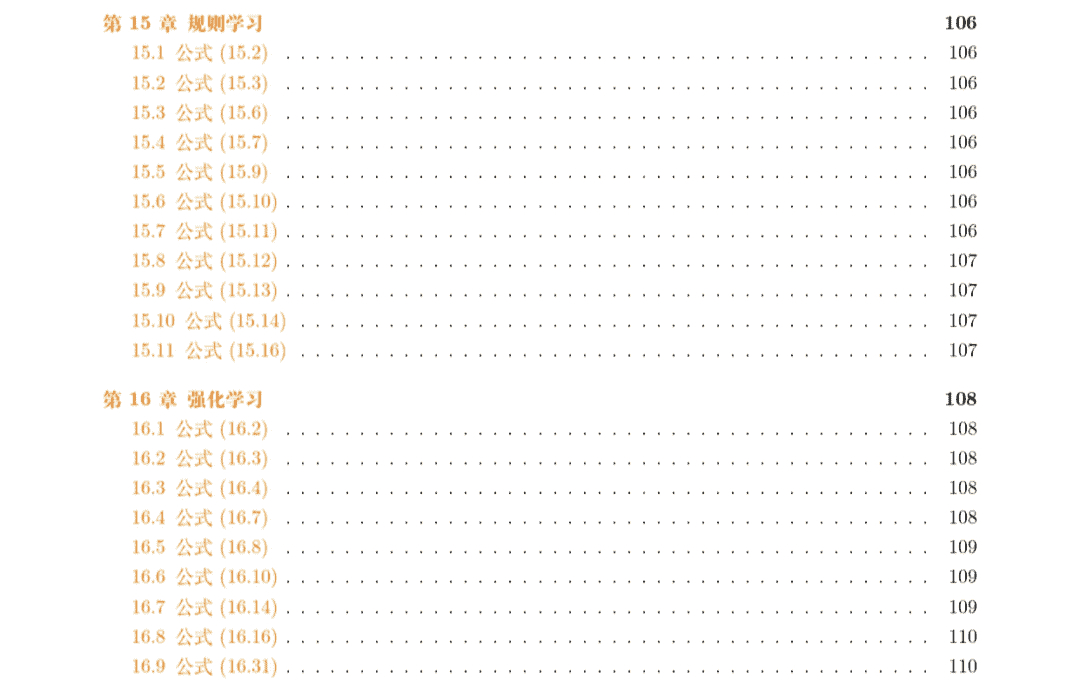 第 15 章 规则学习 106
15.1 公式 (15.2) . . . . . . . . . . . . . . . . . . . . . . . . . . . . . . . . . . . . . . . . . . . . 106
15.2 公式 (15.3) . . . . . . . . . . . . . . . . . . . . . . . . . . . . . . . . . . . . . . . . . . . . 106
15.3 公式 (15.6) . . . . . . . . . . . . . . . . . . . . . . . . . . . . . . . . . . . . . . . . . . . . 106
15.4 公式 (15.7) . . . . . . . . . . . . . . . . . . . . . . . . . . . . . . . . . . . . . . . . . . . . 106
15.5 公式 (15.9) . . . . . . . . . . . . . . . . . . . . . . . . . . . . . . . . . . . . . . . . . . . . 106
15.6 公式 (15.10) . . . . . . . . . . . . . . . . . . . . . . . . . . . . . . . . . . . . . . . . . . . . 106
15.7 公式 (15.11) . . . . . . . . . . . . . . . . . . . . . . . . . . . . . . . . . . . . . . . . . . . . 106
15.8 公式 (15.12) . . . . . . . . . . . . . . . . . . . . . . . . . . . . . . . . . . . . . . . . . . . . 107
15.9 公式 (15.13) . . . . . . . . . . . . . . . . . . . . . . . . . . . . . . . . . . . . . . . . . . . . 107
15.10 公式 (15.14) . . . . . . . . . . . . . . . . . . . . . . . . . . . . . . . . . . . . . . . . . . . 107
15.11 公式 (15.16) . . . . . . . . . . . . . . . . . . . . . . . . . . . . . . . . . . . . . . . . . . . 107
第 16 章 强化学习 108
16.1 公式 (16.2) . . . . . . . . . . . . . . . . . . . . . . . . . . . . . . . . . . . . . . . . . . . . 108
16.2 公式 (16.3) . . . . . . . . . . . . . . . . . . . . . . . . . . . . . . . . . . . . . . . . . . . . 108
16.3 公式 (16.4) . . . . . . . . . . . . . . . . . . . . . . . . . . . . . . . . . . . . . . . . . . . . 108
16.4 公式 (16.7) . . . . . . . . . . . . . . . . . . . . . . . . . . . . . . . . . . . . . . . . . . . . 108
16.5 公式 (16.8) . . . . . . . . . . . . . . . . . . . . . . . . . . . . . . . . . . . . . . . . . . . . 109
16.6 公式 (16.10) . . . . . . . . . . . . . . . . . . . . . . . . . . . . . . . . . . . . . . . . . . . . 109
16.7 公式 (16.14) . . . . . . . . . . . . . . . . . . . . . . . . . . . . . . . . . . . . . . . . . . . . 109
16.8 公式 (16.16) . . . . . . . . . . . . . . . . . . . . . . . . . . . . . . . . . . . . . . . . . . . . 110
16.9 公式 (16.31) . . . . . . . . . . . . . . . . . . . . . . . . . . . . . . . . . . . . . . . . . . . . 110